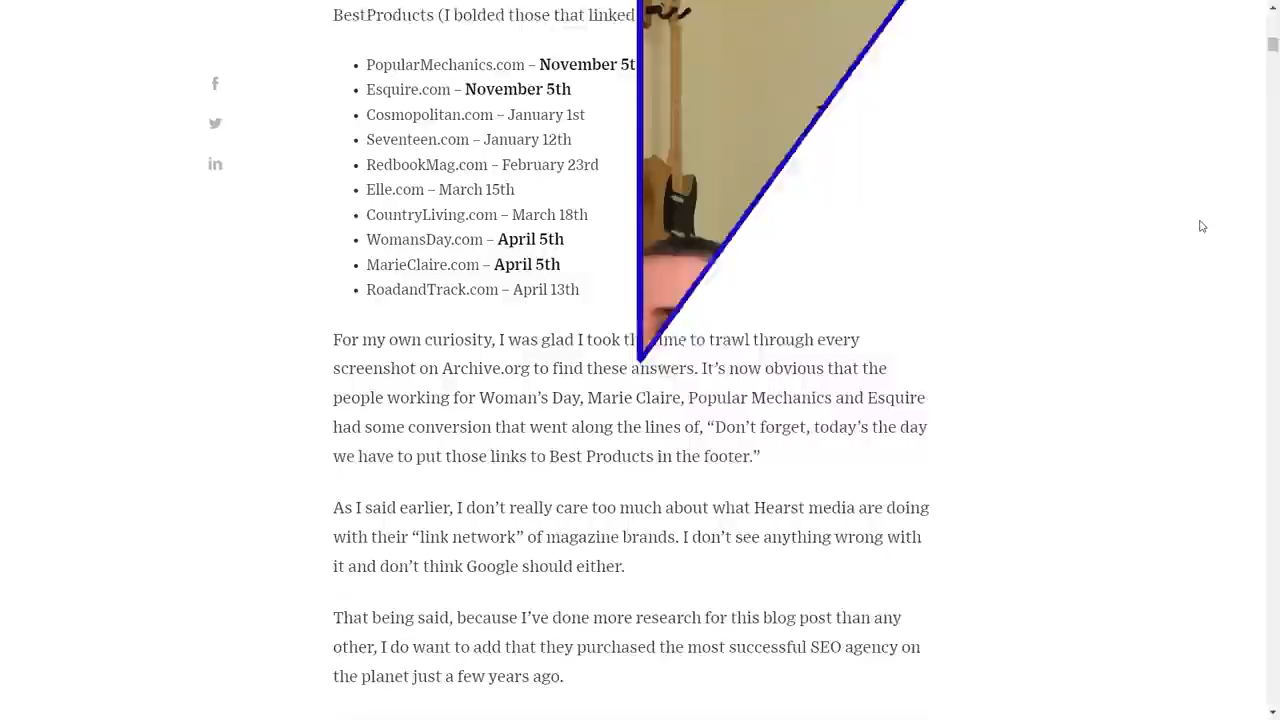 BestProducts (I bolded those that linked
• PopularMechanics.com – November 5t
• Esquire.com – November 5th
• Cosmopolitan.com – January 1st
• Seventeen.com – January 12th
• RedbookMag.com – February 23rd
• Elle.com – March 15th
• CountryLiving.com – March 18th
• WomansDay.com – April 5th
• MarieClaire.com – April 5th
• RoadandTrack.com – April 13th
For my own curiosity, I was glad I took to trawl through every
screenshot on Archive.org to find these answers. It’s now obvious that the
people working for Woman’s Day, Marie Claire, Popular Mechanics and Esquire
had some conversion that went along the lines of, “Don’t forget, today’s the day
we have to put those links to Best Products in the footer.”
As I said earlier, I don’t really care too much about what Hearst media are doing
with their “link network” of magazine brands. I don’t see anything wrong with
it and don’t think Google should either.
That being said, because I’ve done more research for this blog post than any
other, I do want to add that they purchased the most successful SEO agency on
the planet just a few years ago.